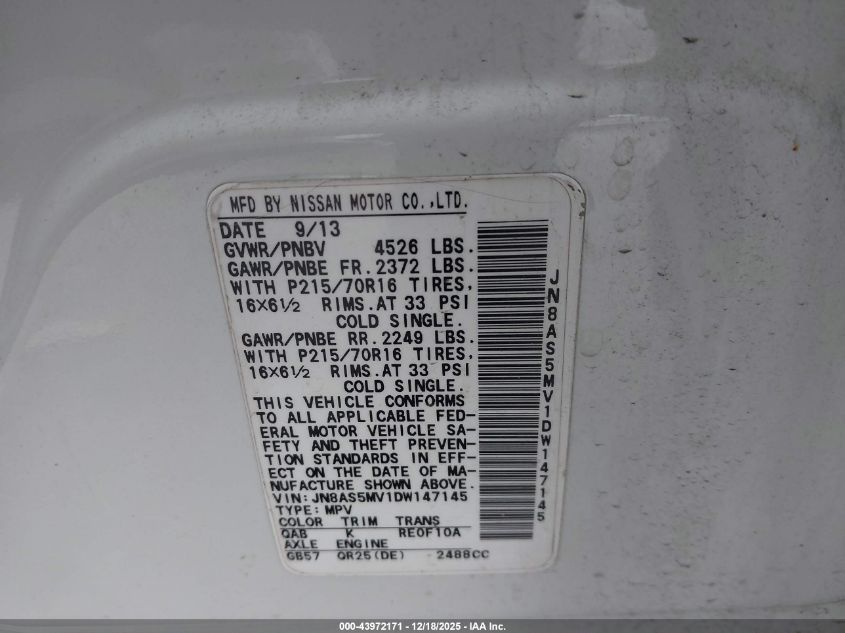 MFD BY NISSAN MOTOR CO.,LTD.
DATE 9/13
GVWR/PNBV 4526 LBS.
GAWR/PNBE FR.2372 LBS.
WITH P215/70R16 TIRES,
16X6½ RIMS.AT 33 PSI
COLD SINGLE.
GAWR/PNBE RR.2249 LBS.
WITH P215/70R16 TIRES,
16X6½ RIMS.AT 33 PSI
COLD SINGLE.
THIS VEHICLE CONFORMS
TO ALL APPLICABLE FED-
ERAL MOTOR VEHICLE SA-
FETY AND THEFT PREVEN-
TION STANDARDS IN EFF-
ECT ON THE DATE OF MA-
NUFACTURE SHOWN ABOVE.
VIN: JN8AS5MV1DW147145
TYPE: MPV
COLOR TRIM TRANS
QAB K RE0F10A
AXLE ENGINE
GB57 QR25(DE) 2488CC
JN8AS5MV1DW147145
000-43972171 - 12/18/2025 - IAA Inc.